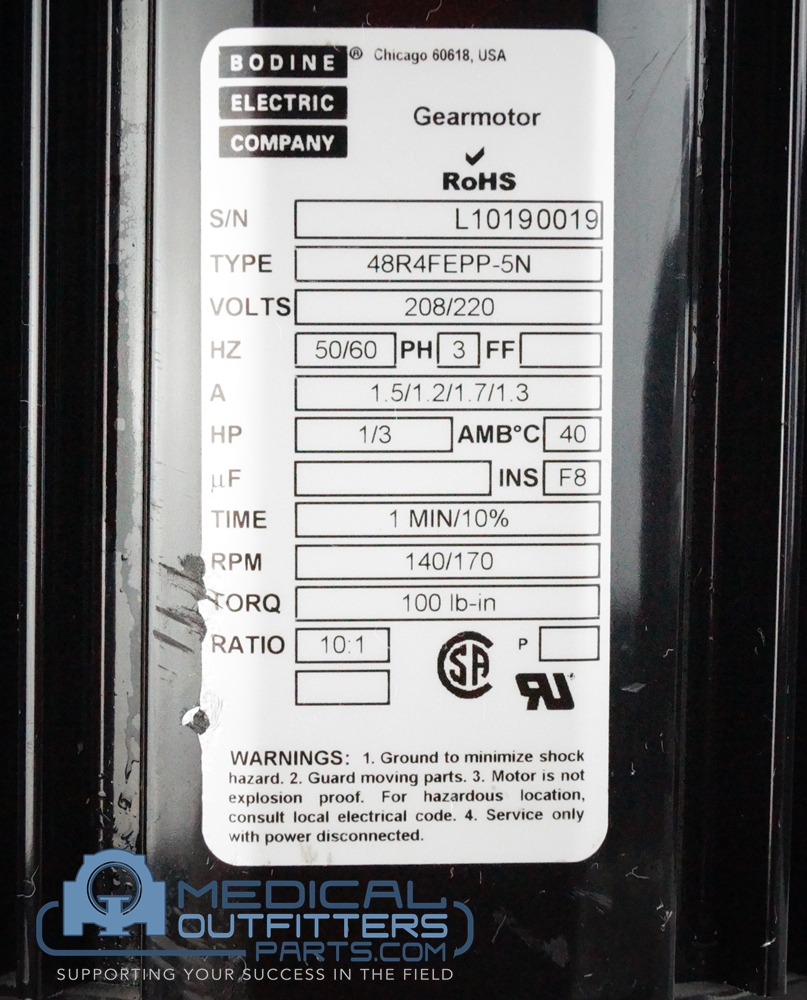 BODINE ® Chicago 60618, USA
ELECTRIC
COMPANY
Gearmotor
RoHS
S/N L10190019
TYPE 48R4FEPP-5N
VOLTS 208/220
HZ 50/60 PH 3 FF
A 1.5/1.2/1.7/1.3
HP 1/3 AMB°C 40
µF INS F8
TIME 1 MIN/10%
RPM 140/170
TORQ 100 lb-in
RATIO 10:1 P
WARNINGS: 1. Ground to minimize shock
hazard. 2. Guard moving parts. 3. Motor is not
explosion proof. For hazardous location,
consult local electrical code. 4. Service only
with power disconnected.
MEDICAL
OUTFITTERS
PARTS.COM
SUPPORTING YOUR SUCCESS IN THE FIELD